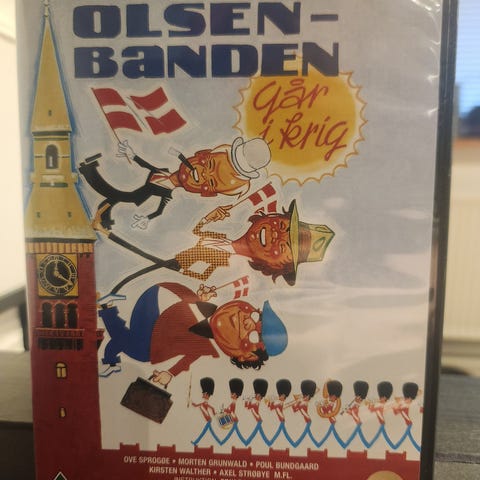 OLSEN-
BANDEN
går
i krig
OVE SPROGØE • MORTEN GRUNWALD • POUL BUNDGAARD
KIRSTEN WALTHER • AXEL STRØBYE M.FL.